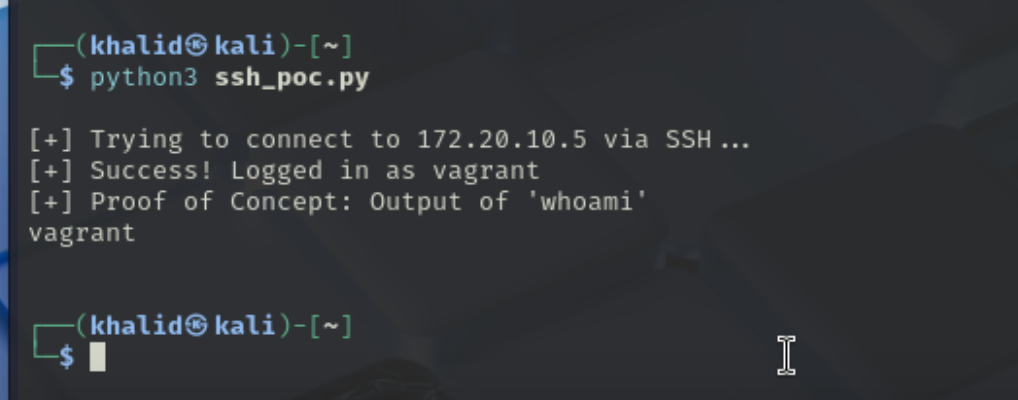 ┌──(khalid㉿kali)-[~]
└─$ python3 ssh_poc.py
[+] Trying to connect to 172.20.10.5 via SSH...
[+] Success! Logged in as vagrant
[+] Proof of Concept: Output of 'whoami'
vagrant
┌──(khalid㉿kali)-[~]
└─$